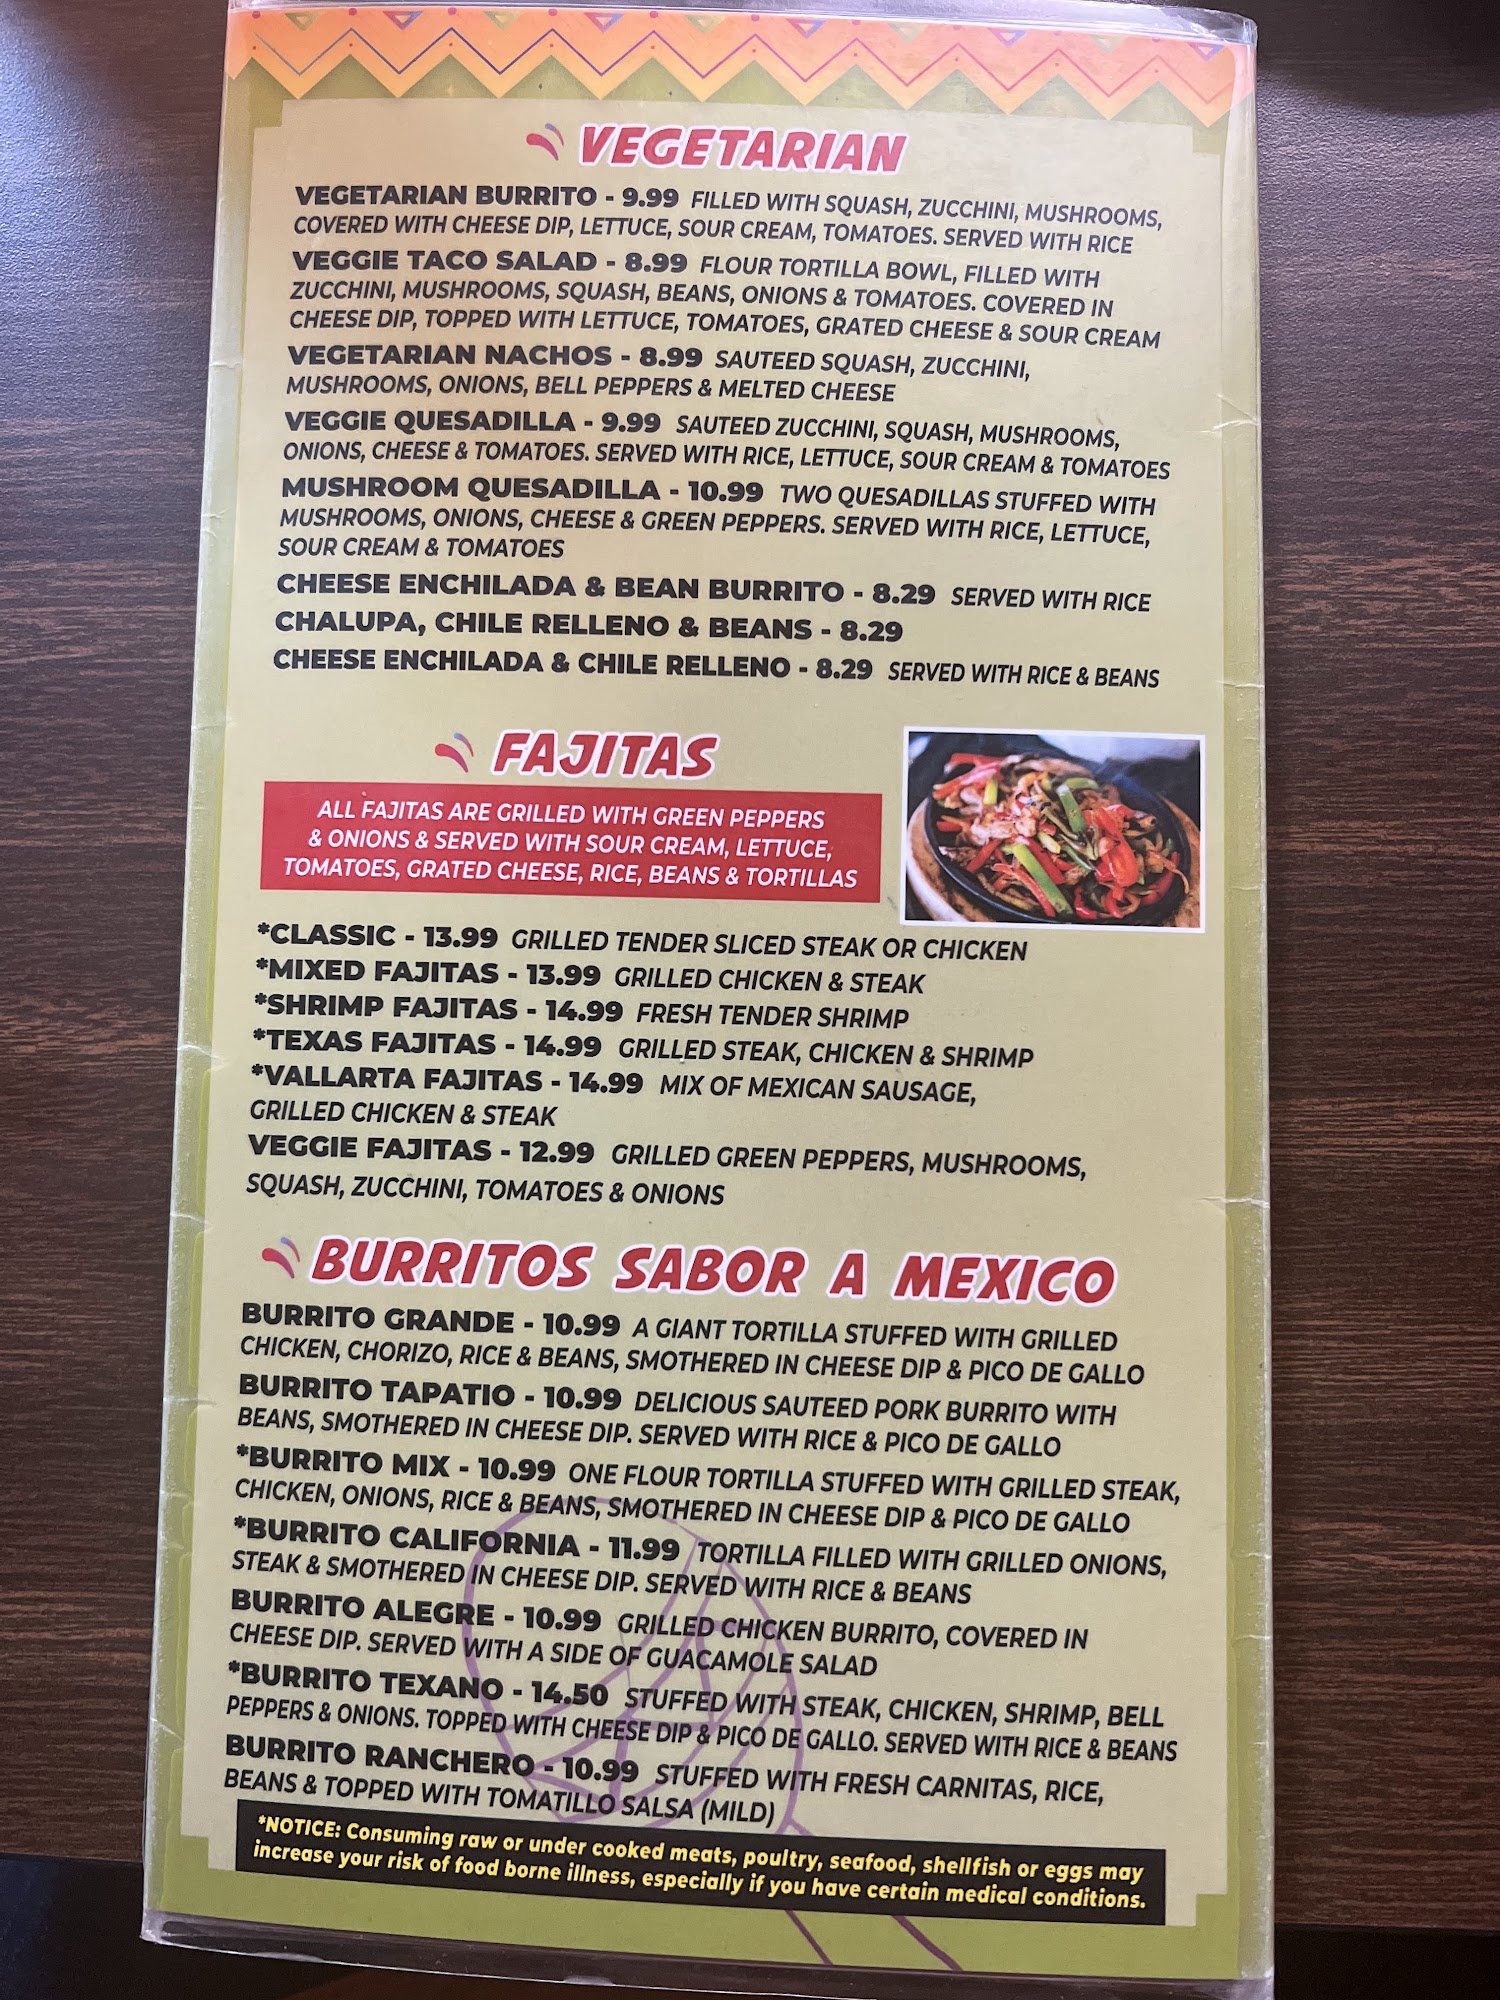 VEGETARIAN
VEGETARIAN BURRITO - 9.99 FILLED WITH SQUASH, ZUCCHINI, MUSHROOMS,
COVERED WITH CHEESE DIP, LETTUCE, SOUR CREAM, TOMATOES. SERVED WITH RICE
VEGGIE TACO SALAD - 8.99 FLOUR TORTILLA BOWL, FILLED WITH
ZUCCHINI, MUSHROOMS, SQUASH, BEANS, ONIONS & TOMATOES. COVERED IN
CHEESE DIP, TOPPED WITH LETTUCE, TOMATOES, GRATED CHEESE & SOUR CREAM
VEGETARIAN NACHOS - 8.99 SAUTEED SQUASH, ZUCCHINI,
MUSHROOMS, ONIONS, BELL PEPPERS & MELTED CHEESE
VEGGIE QUESADILLA - 9.99 SAUTEED ZUCCHINI, SQUASH, MUSHROOMS,
ONIONS, CHEESE & TOMATOES. SERVED WITH RICE, LETTUCE, SOUR CREAM & TOMATOES
MUSHROOM QUESADILLA - 10.99 TWO QUESADILLAS STUFFED WITH
MUSHROOMS, ONIONS, CHEESE & GREEN PEPPERS. SERVED WITH RICE, LETTUCE,
SOUR CREAM & TOMATOES
CHEESE ENCHILADA & BEAN BURRITO - 8.29 SERVED WITH RICE
CHALUPA, CHILE RELLENO & BEANS - 8.29
CHEESE ENCHILADA & CHILE RELLENO - 8.29 SERVED WITH RICE & BEANS
FAJITAS
ALL FAJITAS ARE GRILLED WITH GREEN PEPPERS
& ONIONS & SERVED WITH SOUR CREAM, LETTUCE,
TOMATOES, GRATED CHEESE, RICE, BEANS & TORTILLAS
*CLASSIC - 13.99 GRILLED TENDER SLICED STEAK OR CHICKEN
*MIXED FAJITAS - 13.99 GRILLED CHICKEN & STEAK
*SHRIMP FAJITAS - 14.99 FRESH TENDER SHRIMP
*TEXAS FAJITAS - 14.99 GRILLED STEAK, CHICKEN & SHRIMP
*VALLARTA FAJITAS - 14.99 MIX OF MEXICAN SAUSAGE,
GRILLED CHICKEN & STEAK
VEGGIE FAJITAS - 12.99 GRILLED GREEN PEPPERS, MUSHROOMS,
SQUASH, ZUCCHINI, TOMATOES & ONIONS
BURRITOS SABOR A MEXICO
BURRITO GRANDE - 10.99 A GIANT TORTILLA STUFFED WITH GRILLED
CHICKEN, CHORIZO, RICE & BEANS, SMOTHERED IN CHEESE DIP & PICO DE GALLO
BURRITO TAPATIO - 10.99 DELICIOUS SAUTEED PORK BURRITO WITH
BEANS, SMOTHERED IN CHEESE DIP. SERVED WITH RICE & PICO DE GALLO
*BURRITO MIX - 10.99 ONE FLOUR TORTILLA STUFFED WITH GRILLED STEAK,
CHICKEN, ONIONS, RICE & BEANS, SMOTHERED IN CHEESE DIP & PICO DE GALLO
*BURRITO CALIFORNIA - 11.99 TORTILLA FILLED WITH GRILLED ONIONS,
STEAK & SMOTHERED IN CHEESE DIP. SERVED WITH RICE & BEANS
BURRITO ALEGRE - 10.99 GRILLED CHICKEN BURRITO, COVERED IN
CHEESE DIP. SERVED WITH A SIDE OF GUACAMOLE SALAD
*BURRITO TEXANO - 14.50 STUFFED WITH STEAK, CHICKEN, SHRIMP, BELL
PEPPERS & ONIONS. TOPPED WITH CHEESE DIP & PICO DE GALLO. SERVED WITH RICE & BEANS
BURRITO RANCHERO - 10.99 STUFFED WITH FRESH CARNITAS, RICE,
BEANS & TOPPED WITH TOMATILLO SALSA (MILD)
*NOTICE: Consuming raw or under cooked meats, poultry, seafood, shellfish or eggs may
increase your risk of food borne illness, especially if you have certain medical conditions.